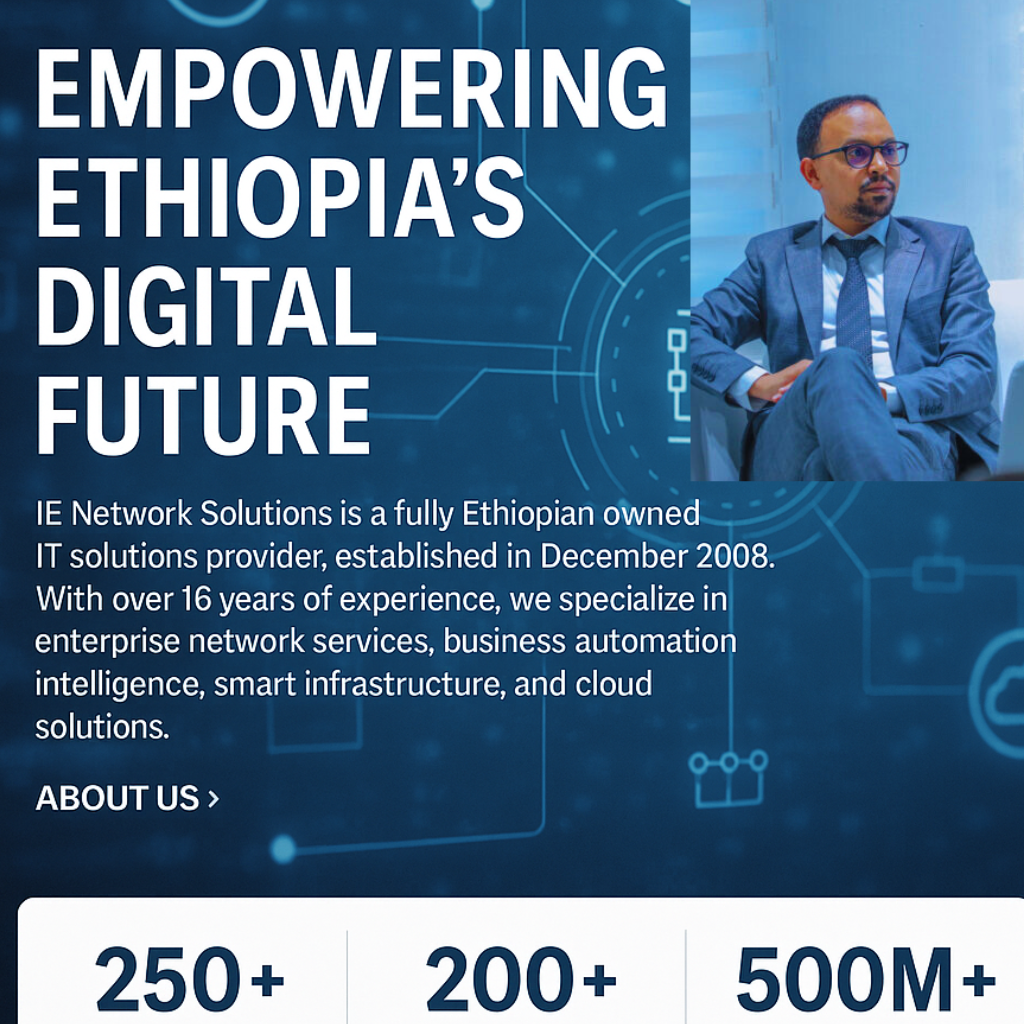 EMPOWERING
ETHIOPIA’S
DIGITAL
FUTURE
IE Network Solutions is a fully Ethiopian owned
IT solutions provider, established in December 2008.
With over 16 years of experience, we specialize in
enterprise network services, business automation
intelligence, smart infrastructure, and cloud
solutions.
ABOUT US ›
250+ 200+ 500M+